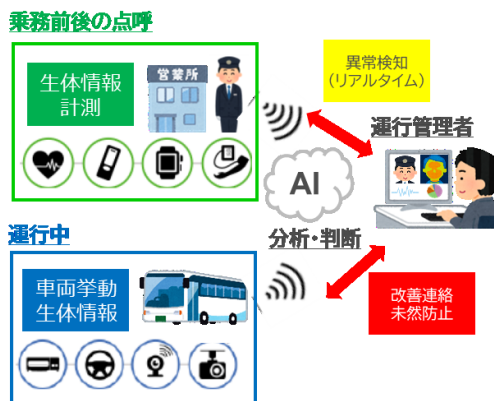 乗務前後の点呼
生体情報
計測
営業所
異常検知
(リアルタイム)
運行管理者
AI
分析・判断
運行中
車両挙動
生体情報
改善連絡
未然防止